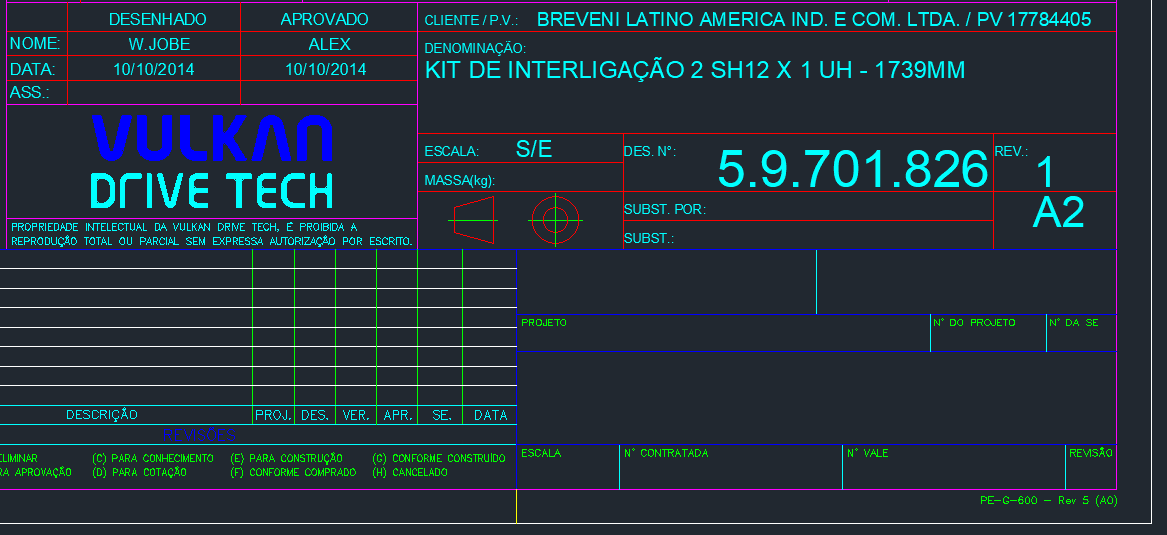 DESENHADO APROVADO
NOME: W.JOBE ALEX
DATA: 10/10/2014 10/10/2014
ASS.:
CLIENTE / P.V.: BREVENI LATINO AMERICA IND. E COM. LTDA. / PV 17784405
DENOMINAÇÃO:
KIT DE INTERLIGAÇÃO 2 SH12 X 1 UH - 1739MM
VULKAN
DRIVE TECH
PROPRIEDADE INTELECTUAL DA VULKAN DRIVE TECH, É PROIBIDA A
REPRODUÇÃO TOTAL OU PARCIAL SEM EXPRESSA AUTORIZAÇÃO POR ESCRITO.
ESCALA: S/E
MASSA(kg):
DES. N°: 5.9.701.826
REV.: 1
A2
SUBST. POR:
SUBST.:
PROJETO N° DO PROJETO N° DA SE
DESCRIÇÃO PROJ. DES. VER. APR. SE. DATA
REVISÕES
ELIMINAR (C) PARA CONHECIMENTO (E) PARA CONSTRUÇÃO (G) CONFORME CONSTRUÍDO
RA APROVAÇÃO (D) PARA COTAÇÃO (F) CONFORME COMPRADO (H) CANCELADO
ESCALA N° CONTRATADA N° VALE REVISÃO
PE-G-600 - Rev 5 (A0)